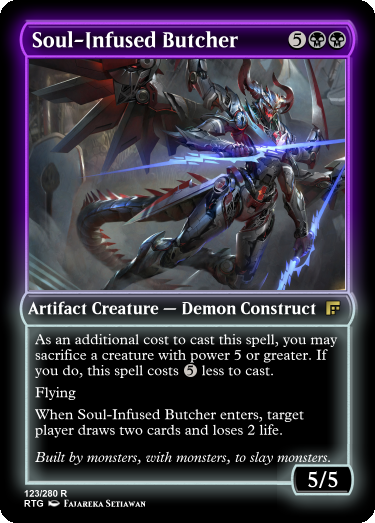 Soul-Infused Butcher 5
Artifact Creature — Demon Construct
As an additional cost to cast this spell, you may
sacrifice a creature with power 5 or greater. If
you do, this spell costs 5 less to cast.
Flying
When Soul-Infused Butcher enters, target
player draws two cards and loses 2 life.
Built by monsters, with monsters, to slay monsters.
5/5
123/280 R
RTG Fajareka Setiawan